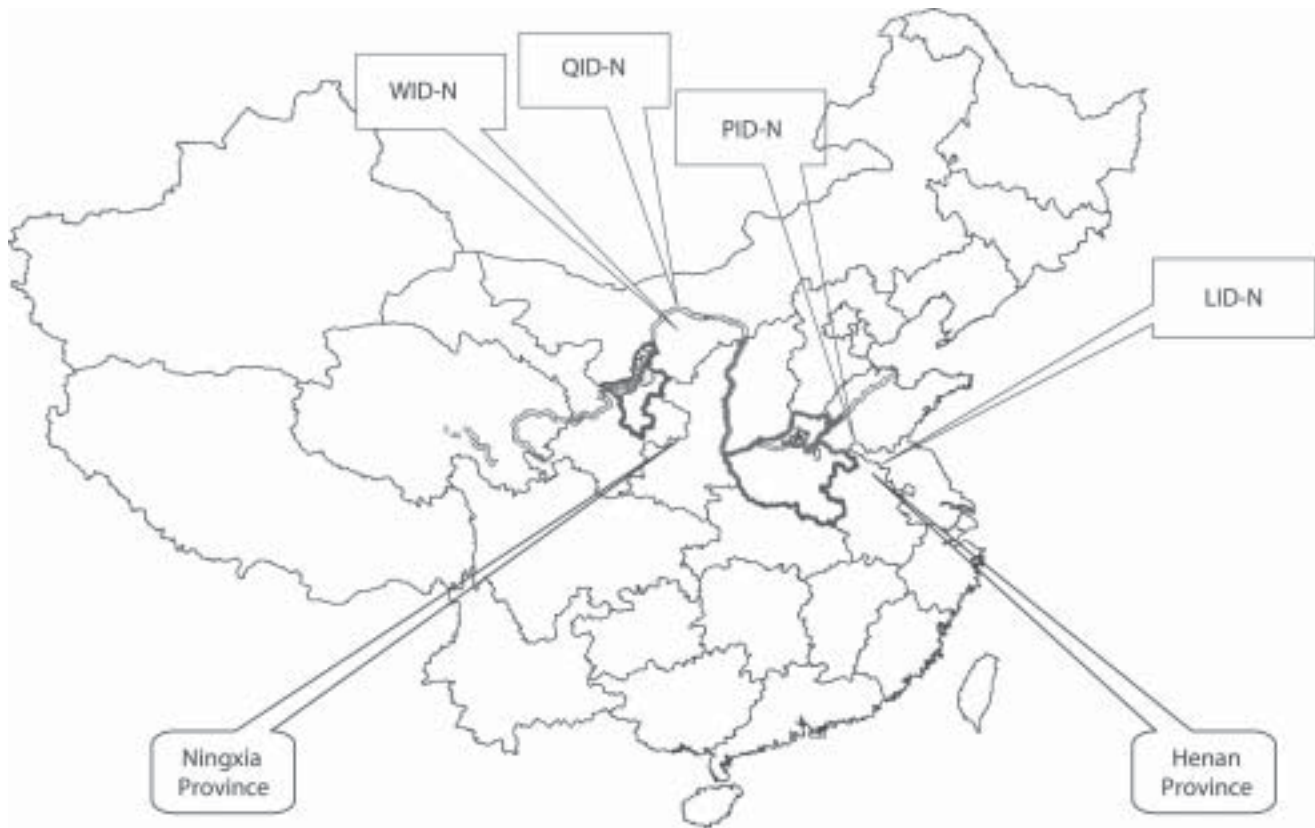 QID-N
WID-N
PID-N
LID-N
Ningxia
Province
Henan
Province